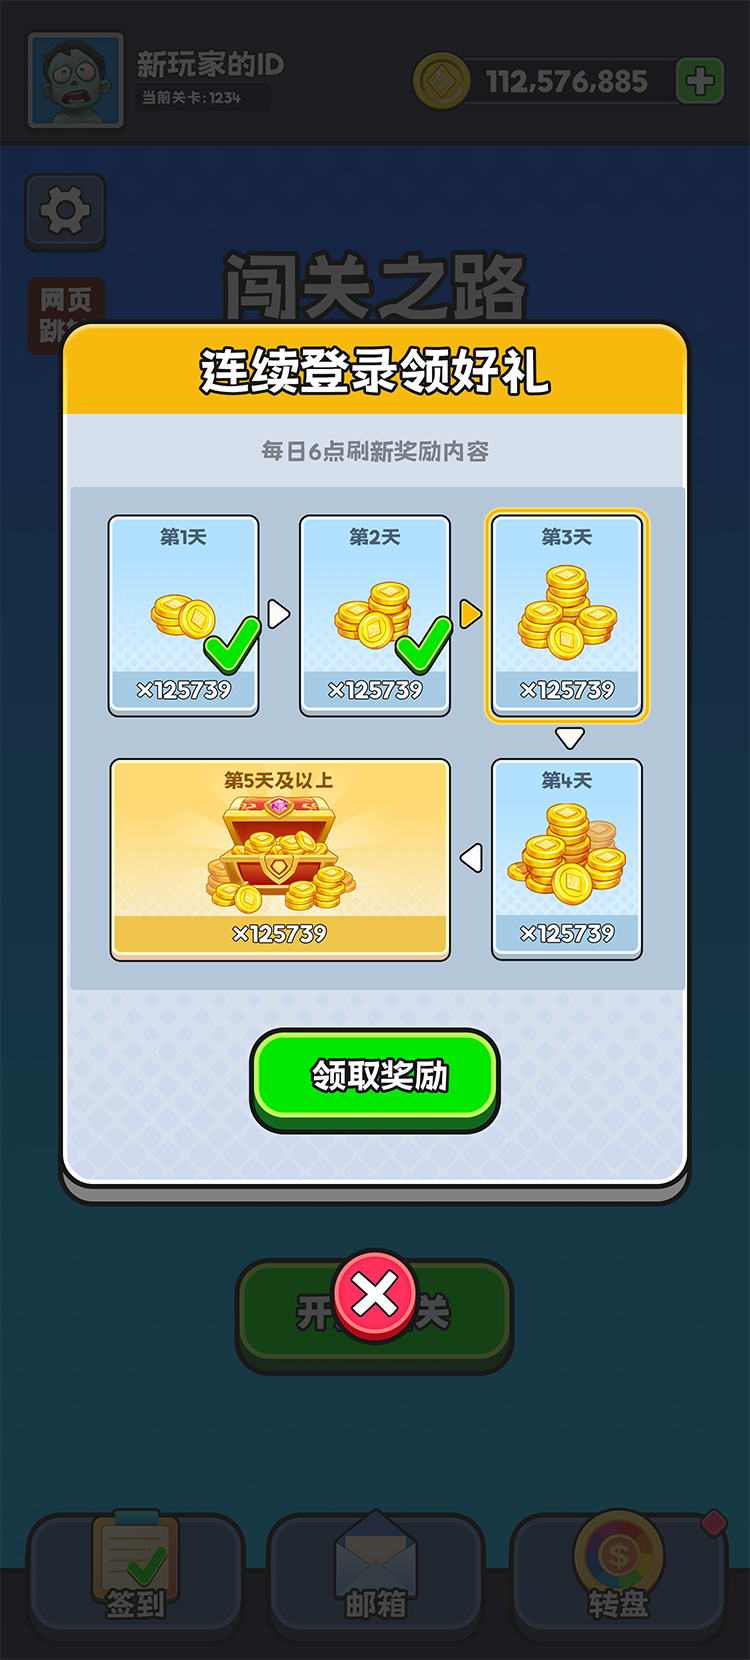 新玩家的ID
当前关卡:1234
112,576,885
闯关之路
网页
连续登录领好礼
每日6点刷新奖励内容
第1天
第2天
第3天
×125739
×125739
×125739
第5天及以上
第4天
×125739
×125739
领取奖励
开
关
签到
邮箱
转盘